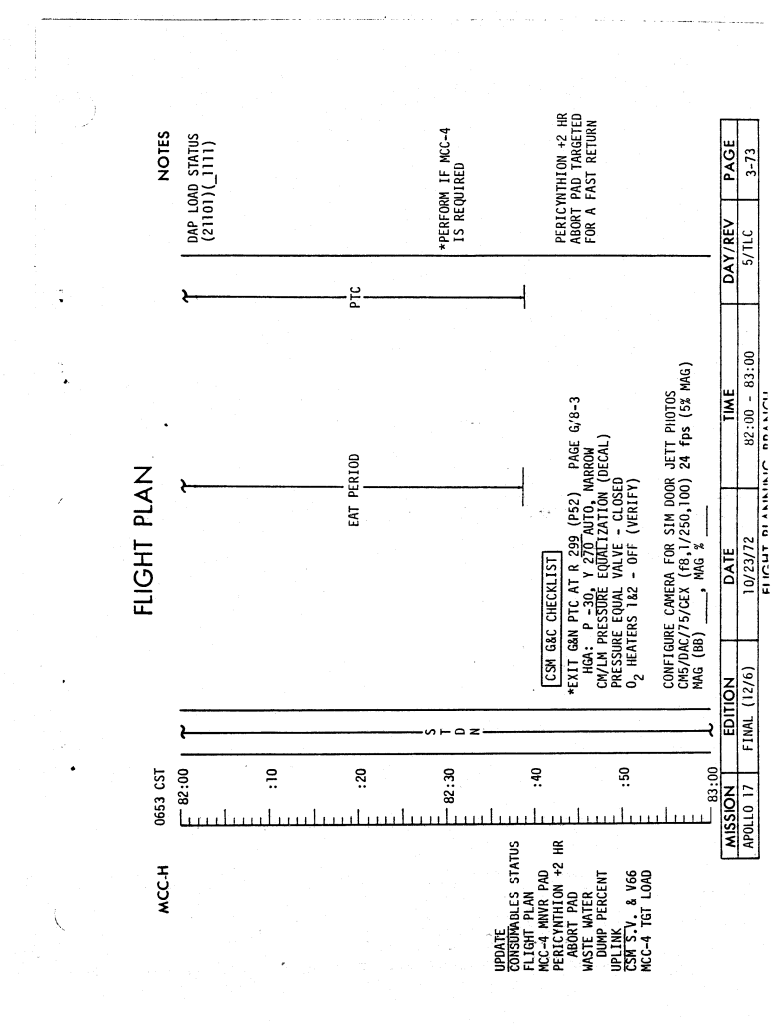 FLIGHT PLAN
MCC-H
0653 CST
NOTES
82:00
:10
:20
82:30
:40
:50
83:00
UPDATE
CONSUMABLES STATUS
FLIGHT PLAN
MCC-4 MNVR PAD
PERICYNTHION +2 HR
ABORT PAD
WASTE WATER
DUMP PERCENT
UPLINK
CSM S.V. & V66
MCC-4 TGT LOAD
STDN
EAT PERIOD
PTC
CSM G&C CHECKLIST
*EXIT G&N PTC AT R 299 (P52) PAGE G/8-3
HGA: P -30, Y 270 AUTO, NARROW
CM/LM PRESSURE EQUALIZATION (DECAL)
PRESSURE EQUAL VALVE - CLOSED
O2 HEATERS 1&2 - OFF (VERIFY)
CONFIGURE CAMERA FOR SIM DOOR JETT PHOTOS
CM5/DAC/75/CEX (f8,1/250,100) 24 fps (5% MAG)
MAG (BB) ____, MAG % ____
DAP LOAD STATUS
(21101)(_1111)
*PERFORM IF MCC-4
IS REQUIRED
PERICYNTHION +2 HR
ABORT PAD TARGETED
FOR A FAST RETURN
MISSION EDITION DATE TIME DAY/REV PAGE
APOLLO 17 FINAL (12/6) 10/23/72 82:00 - 83:00 5/TLC 3-73
FLIGHT PLANNING BRANCH